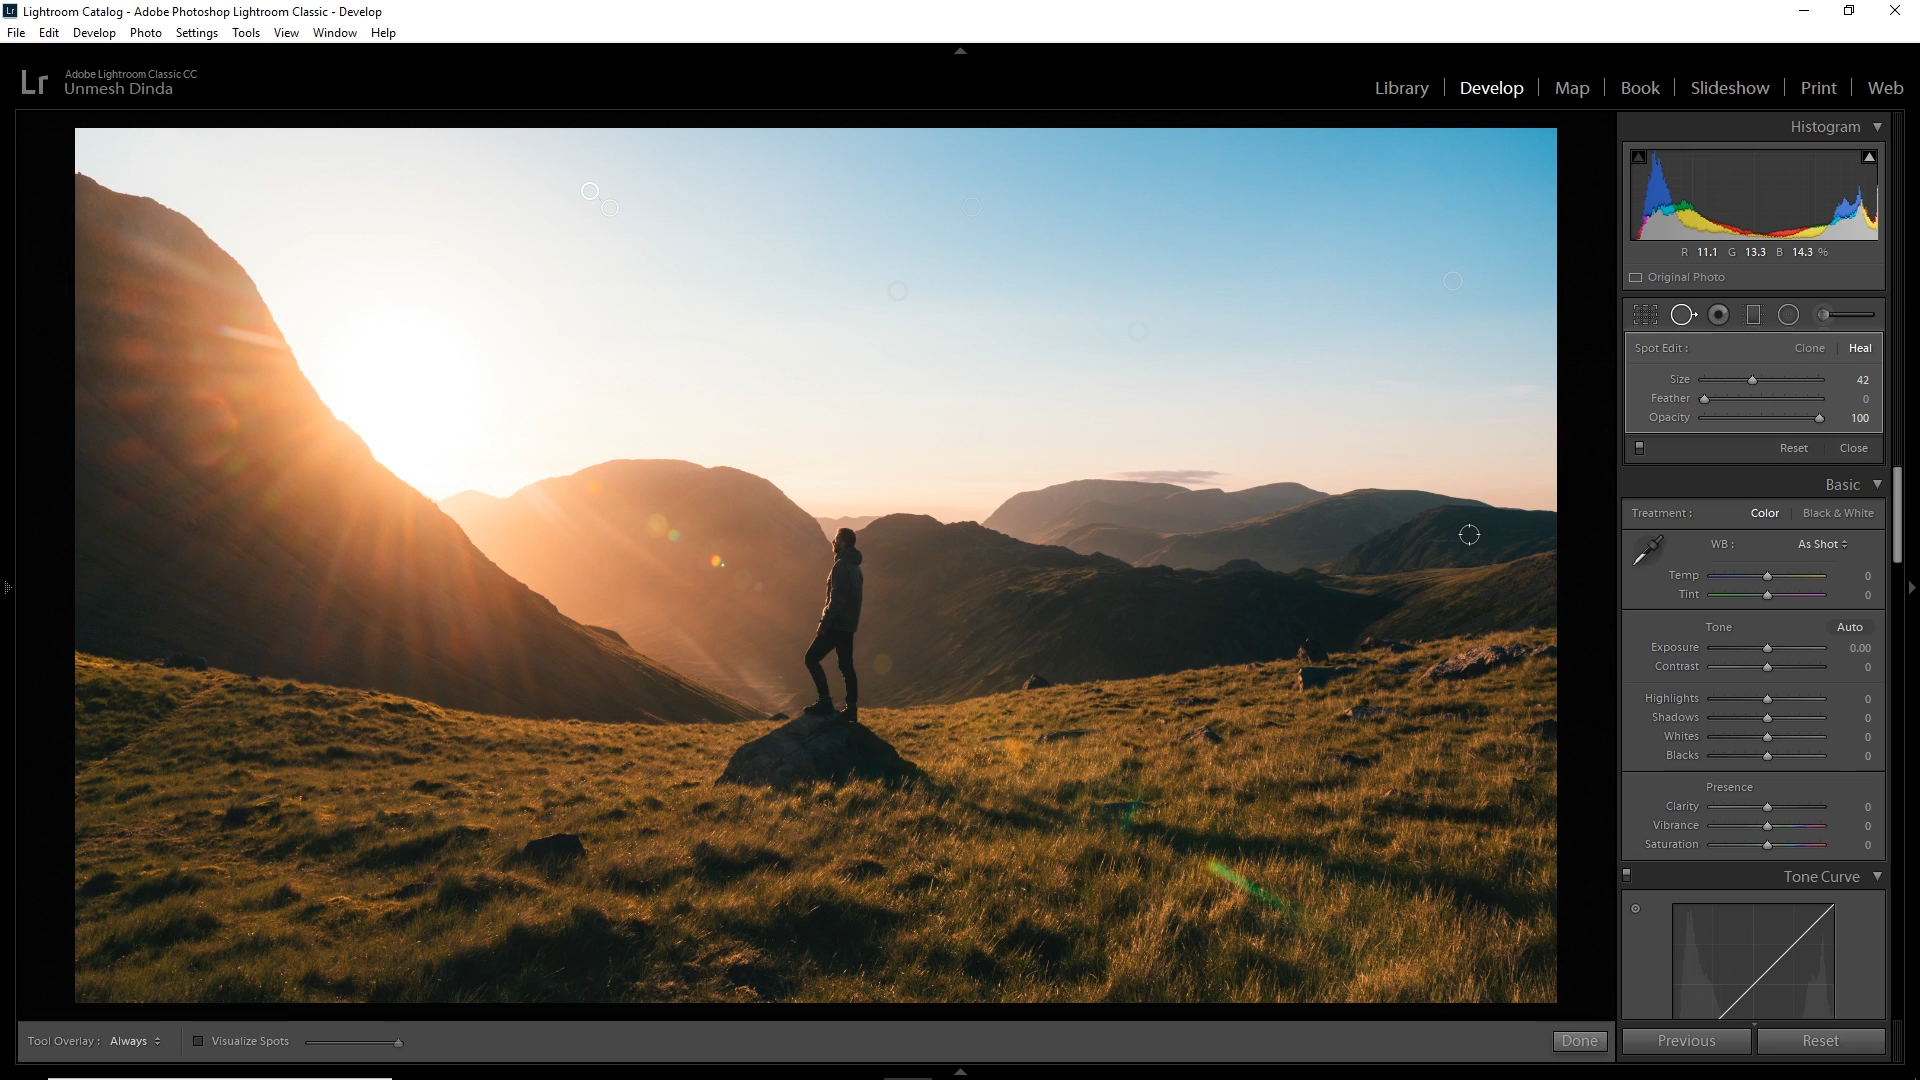 Lr Lightroom Catalog - Adobe Photoshop Lightroom Classic - Develop
File Edit Develop Photo Settings Tools View Window Help
Lr Adobe Lightroom Classic CC
Unmesh Dinda
Library | Develop | Map | Book | Slideshow | Print | Web
Histogram
R 11.1 G 13.3 B 14.3 %
Original Photo
Spot Edit : Clone | Heal
Size 42
Feather 0
Opacity 100
Reset Close
Basic
Treatment : Color | Black & White
WB : As Shot
Temp 0
Tint 0
Tone Auto
Exposure 0.00
Contrast 0
Highlights 0
Shadows 0
Whites 0
Blacks 0
Presence
Clarity 0
Vibrance 0
Saturation 0
Tone Curve
Tool Overlay : Always Visualize Spots Done
Previous Reset